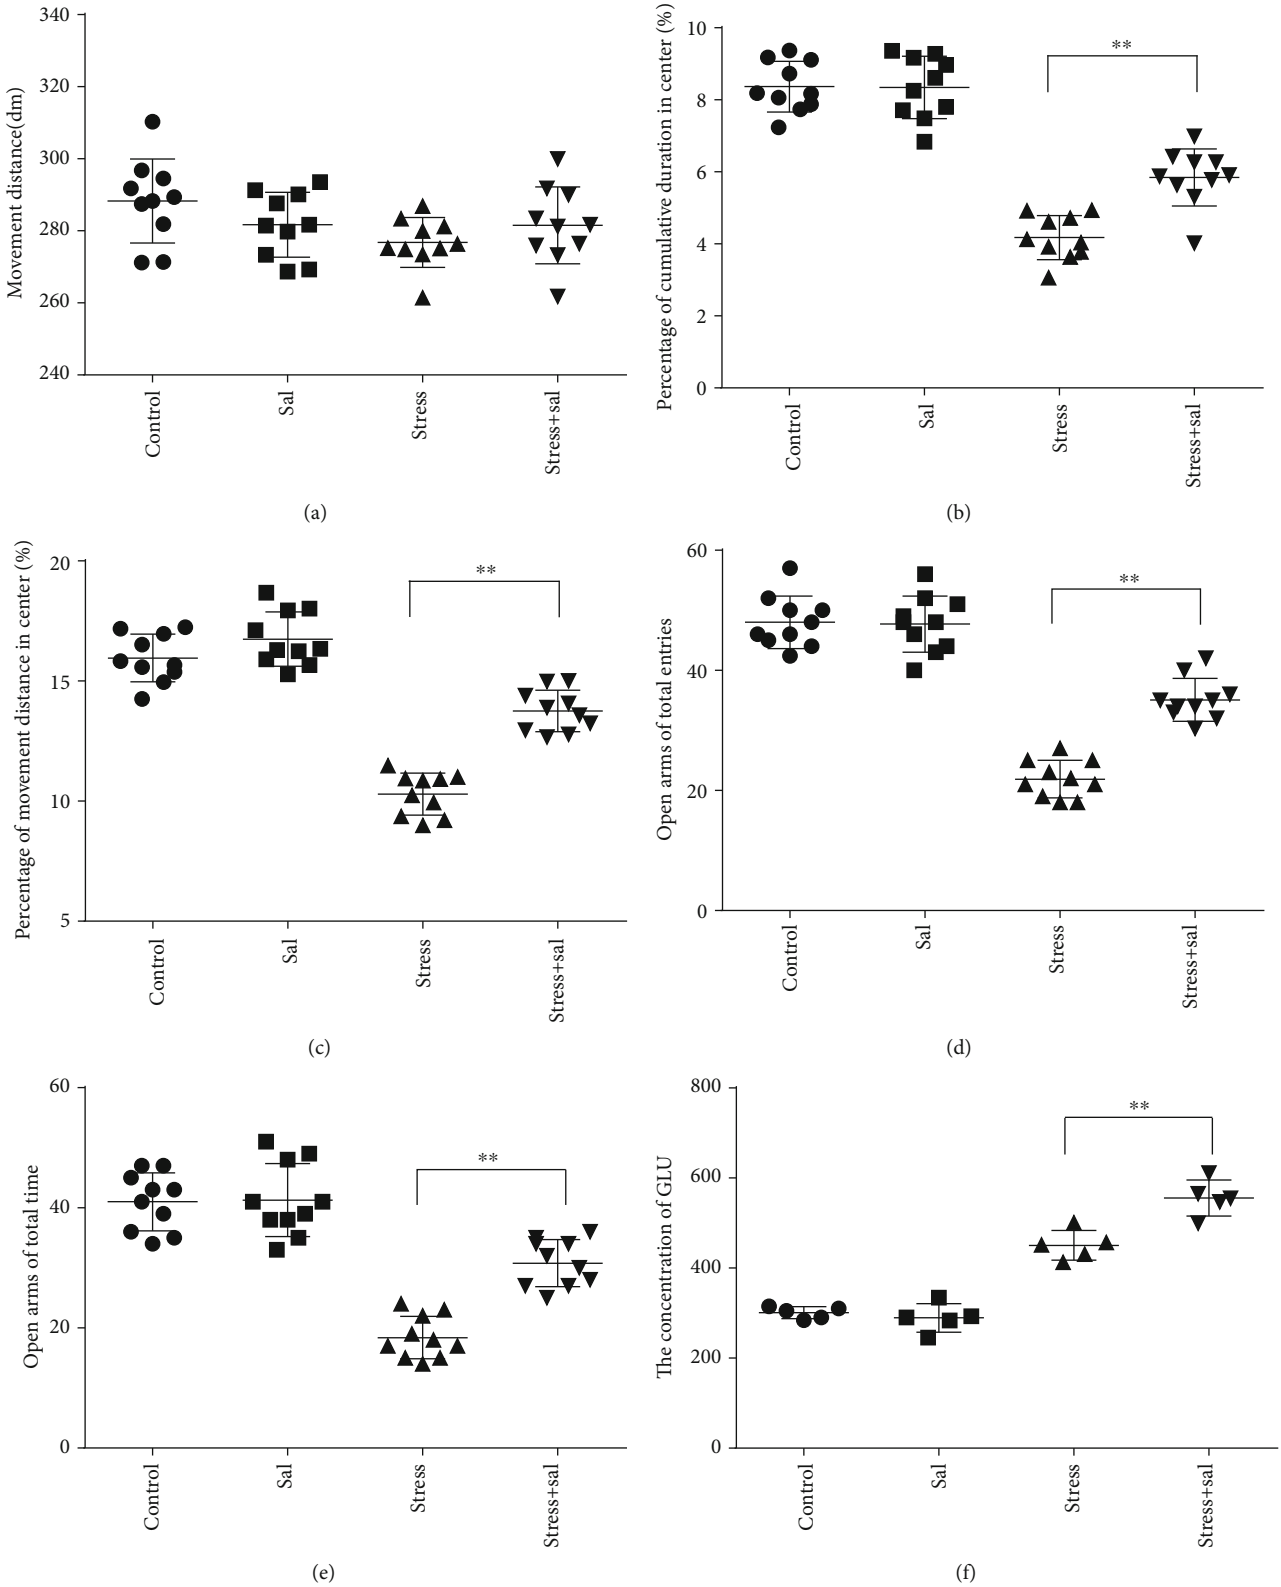 Movement distance(dm)
340
320
300
280
260
240
Control
Sal
Stress
Stress+sal
(a)
Percentage of cumulative duration in center (%)
10
8
6
4
2
0
**
Control
Sal
Stress
Stress+sal
(b)
Percentage of movement distance in center (%)
20
15
10
5
**
Control
Sal
Stress
Stress+sal
(c)
Open arms of total entries
60
40
20
0
**
Control
Sal
Stress
Stress+sal
(d)
Open arms of total time
60
40
20
0
**
Control
Sal
Stress
Stress+sal
(e)
The concentration of GLU
800
600
400
200
0
**
Control
Sal
Stress
Stress+sal
(f)